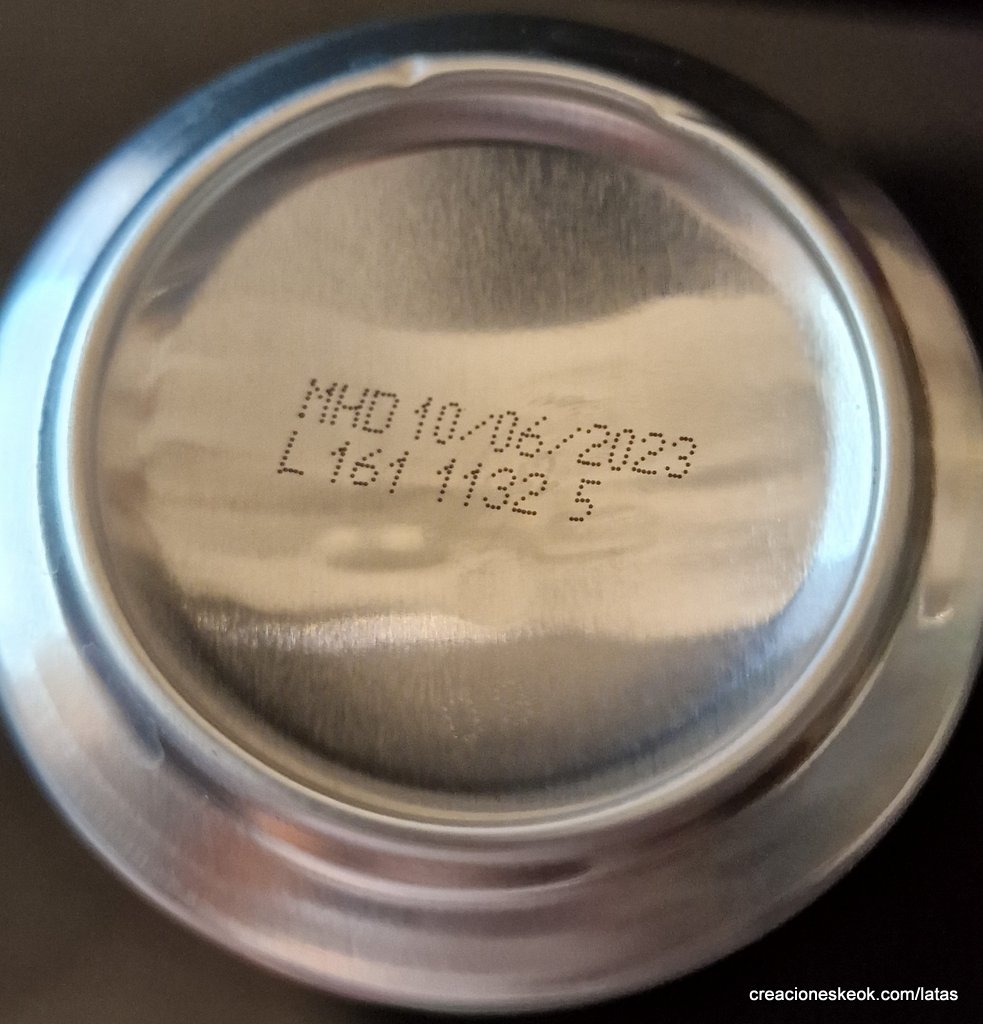 MHD 10/06/2023
L 161 1132 5
creacioneskeok.com/latas